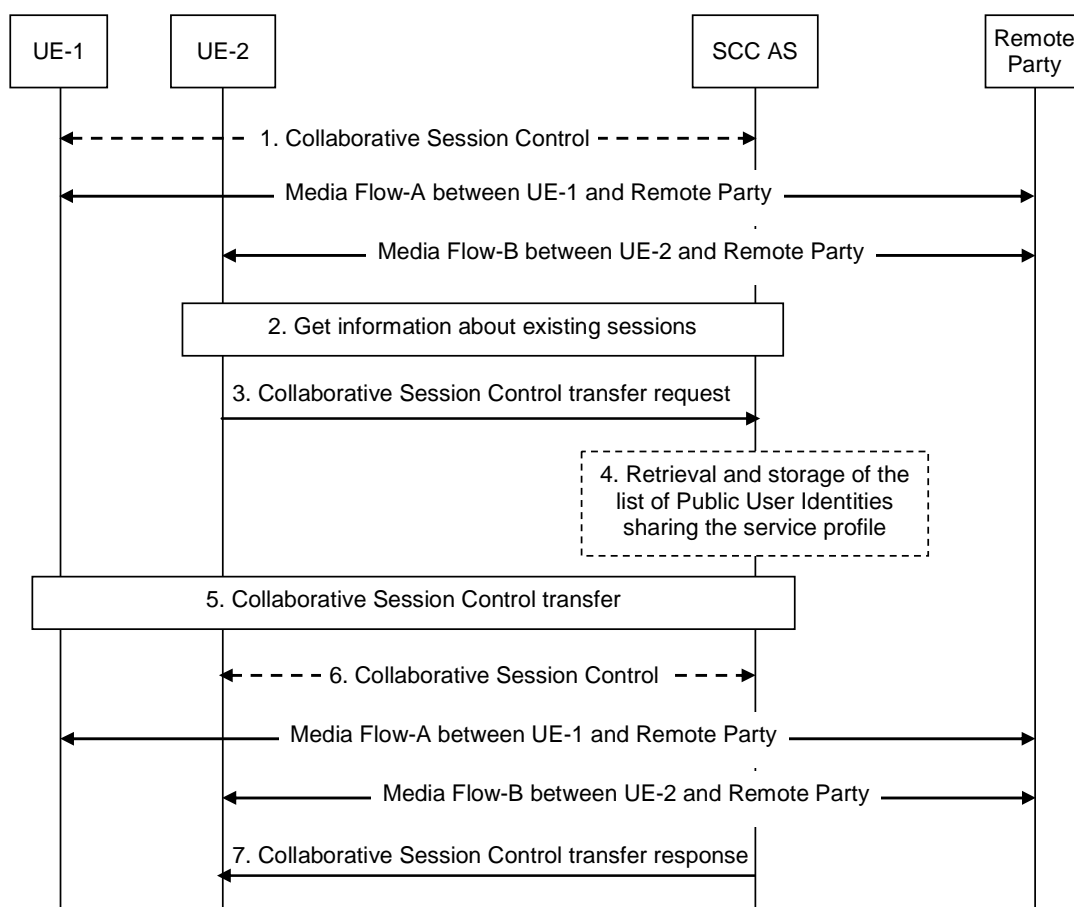 UE-1
UE-2
SCC AS
Remote
Party
1. Collaborative Session Control
Media Flow-A between UE-1 and Remote Party
Media Flow-B between UE-2 and Remote Party
2. Get information about existing sessions
3. Collaborative Session Control transfer request
4. Retrieval and storage of the
list of Public User Identities
sharing the service profile
5. Collaborative Session Control transfer
6. Collaborative Session Control
Media Flow-A between UE-1 and Remote Party
Media Flow-B between UE-2 and Remote Party
7. Collaborative Session Control transfer response